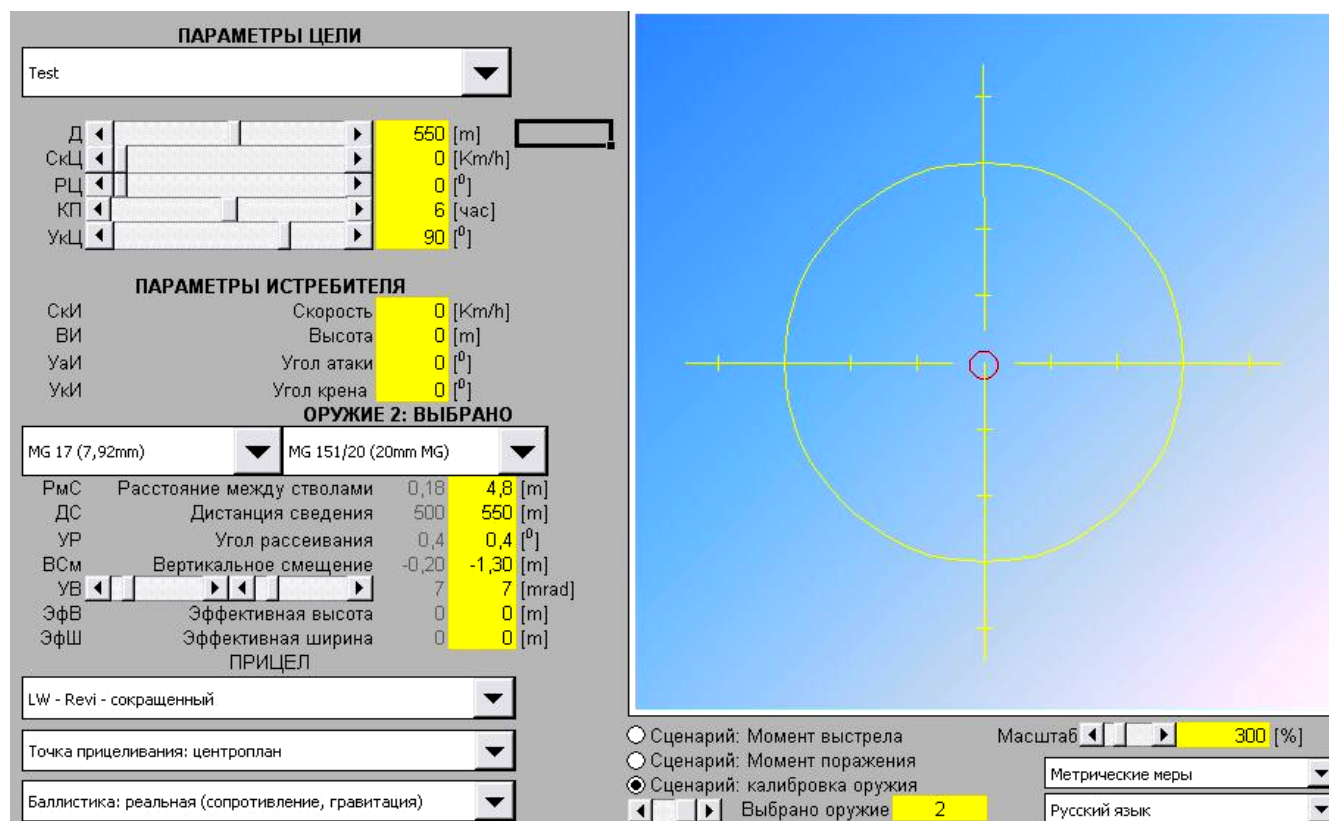 ПАРАМЕТРЫ ЦЕЛИ
Test
Д 550 [m]
СкЦ 0 [Km/h]
РЦ 0 [⁰]
КП 6 [час]
УкЦ 90 [⁰]
ПАРАМЕТРЫ ИСТРЕБИТЕЛЯ
СкИ Скорость 0 [Km/h]
ВИ Высота 0 [m]
УаИ Угол атаки 0 [⁰]
УкИ Угол крена 0 [⁰]
ОРУЖИЕ 2: ВЫБРАНО
MG 17 (7,92mm) MG 151/20 (20mm MG)
РмС Расстояние между стволами 0,18 4,8 [m]
ДС Дистанция сведения 500 550 [m]
УР Угол рассеивания 0,4 0,4 [⁰]
ВСм Вертикальное смещение -0,20 -1,30 [m]
УВ 7 7 [mrad]
ЭфВ Эффективная высота 0 0 [m]
ЭфШ Эффективная ширина 0 0 [m]
ПРИЦЕЛ
LW - Revi - сокращенный
Точка прицеливания: центроплан
Баллистика: реальная (сопротивление, гравитация)
Сценарий: Момент выстрела
Сценарий: Момент поражения
Сценарий: калибровка оружия
Выбрано оружие 2
Масштаб 300 [%]
Метрические меры
Русский язык